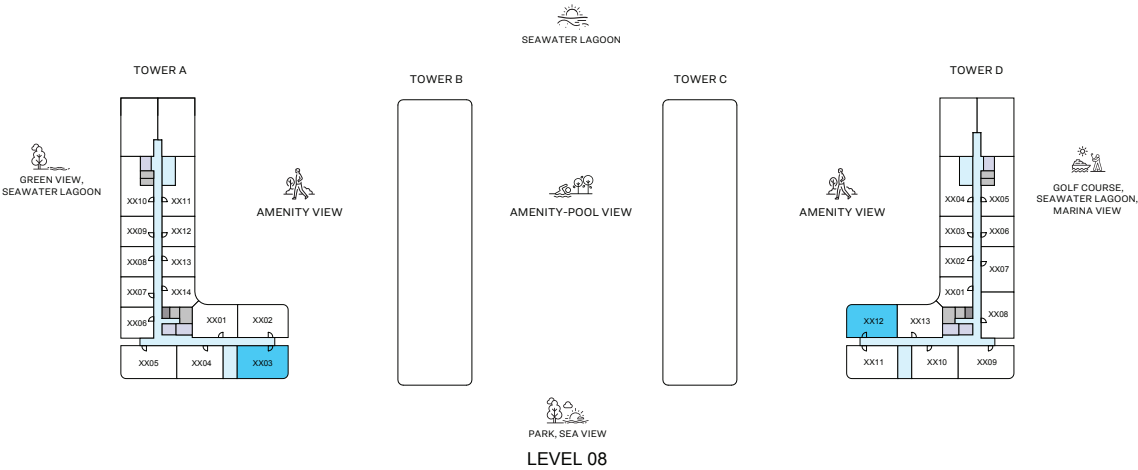 SEAWATER LAGOON
TOWER A
TOWER B
TOWER C
TOWER D
GREEN VIEW,
SEAWATER LAGOON
AMENITY VIEW
AMENITY-POOL VIEW
AMENITY VIEW
GOLF COURSE,
SEAWATER LAGOON,
MARINA VIEW
XX10 XX11
XX09 XX12
XX08 XX13
XX07 XX14
XX06 XX01 XX02
XX05 XX04 XX03
XX04 XX05
XX03 XX06
XX02 XX07
XX01
XX12 XX13 XX08
XX11 XX10 XX09
PARK, SEA VIEW
LEVEL 08